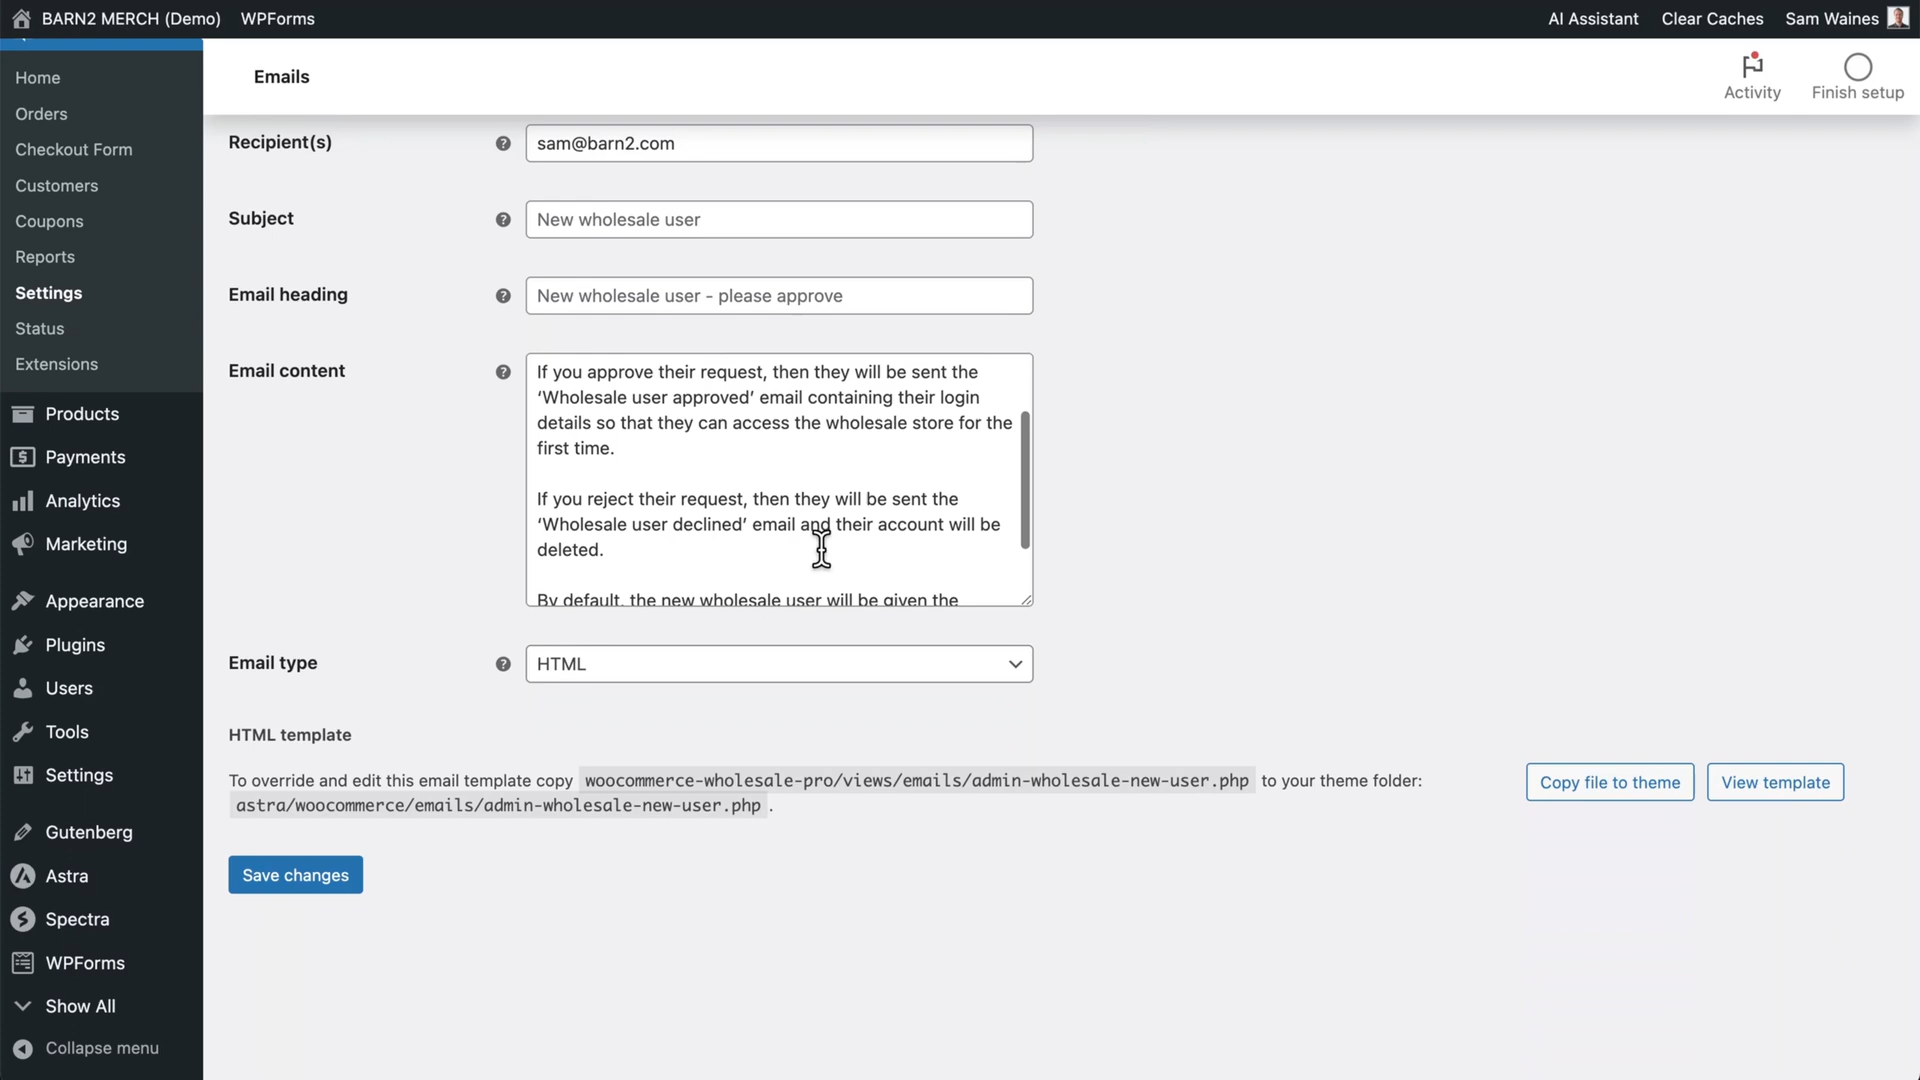 BARN2 MERCH (Demo)
WPForms
AI Assistant
Clear Caches
Sam Waines
Home
Orders
Checkout Form
Customers
Coupons
Reports
Settings
Status
Extensions
Products
Payments
Analytics
Marketing
Appearance
Plugins
Users
Tools
Settings
Gutenberg
Astra
Spectra
WPForms
Show All
Collapse menu
Emails
Activity
Finish setup
Recipient(s)
sam@barn2.com
Subject
New wholesale user
Email heading
New wholesale user - please approve
Email content
If you approve their request, then they will be sent the
‘Wholesale user approved’ email containing their login
details so that they can access the wholesale store for the
first time.
If you reject their request, then they will be sent the
‘Wholesale user declined’ email and their account will be
deleted.
By default, the new wholesale user will be given the
Email type
HTML
HTML template
To override and edit this email template copy woocommerce-wholesale-pro/views/emails/admin-wholesale-new-user.php to your theme folder:
astra/woocommerce/emails/admin-wholesale-new-user.php .
Copy file to theme
View template
Save changes